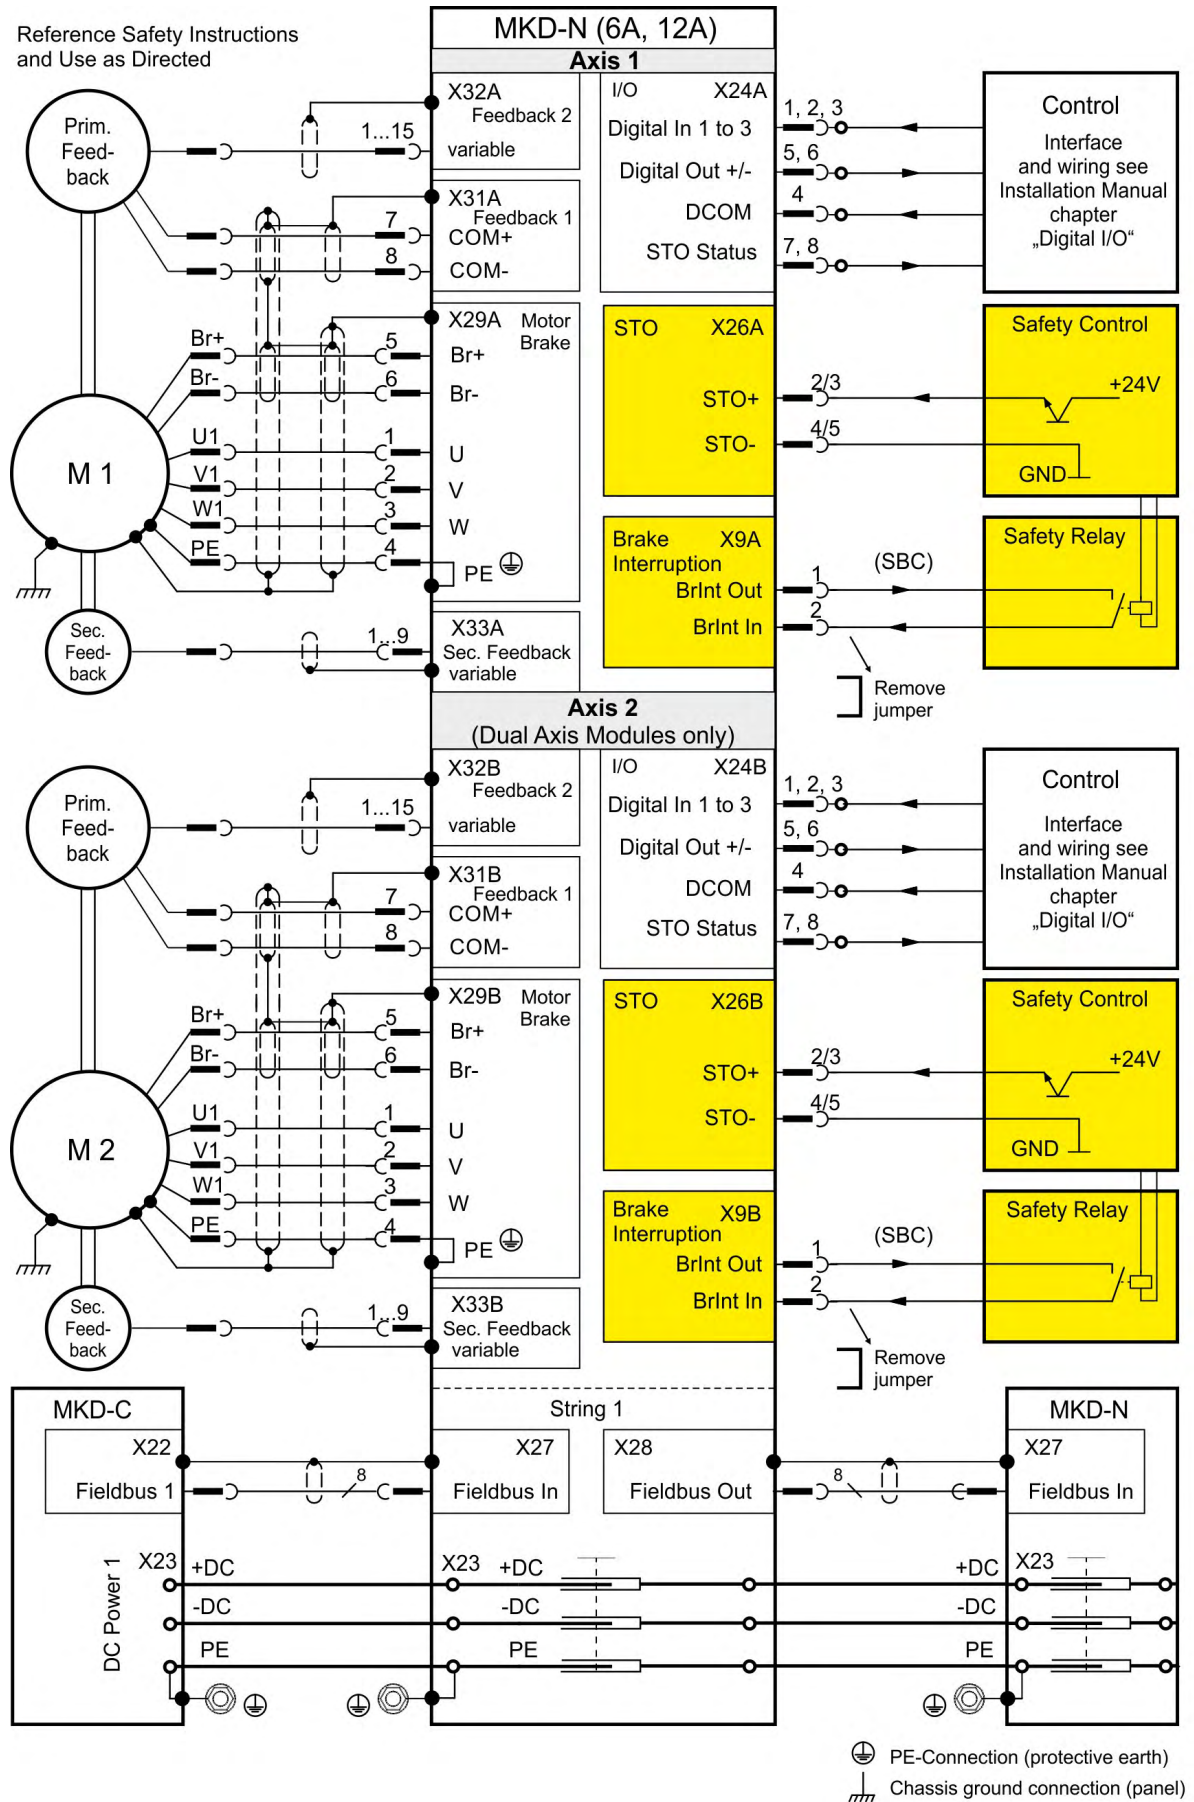 Reference Safety Instructions
and Use as Directed
MKD-N (6A, 12A)
Axis 1
Prim.
Feed-
back
1...15
X32A
Feedback 2
variable
X31A
Feedback 1
7
COM+
8
COM-
X29A
Motor
Brake
Br+
5
Br+
Br-
6
Br-
M 1
U1
1
U
V1
2
V
W1
3
W
PE
4
PE
Sec.
Feed-
back
1...9
X33A
Sec. Feedback
variable
I/O
X24A
Digital In 1 to 3
1, 2, 3
Digital Out +/-
5, 6
DCOM
4
STO Status
7, 8
Control
Interface
and wiring see
Installation Manual
chapter
„Digital I/O“
STO
X26A
STO+
2/3
STO-
4/5
Safety Control
+24V
GND
Brake
Interruption
X9A
BrInt Out
1
(SBC)
BrInt In
2
Safety Relay
Remove
jumper
Axis 2
(Dual Axis Modules only)
Prim.
Feed-
back
1...15
X32B
Feedback 2
variable
X31B
Feedback 1
7
COM+
8
COM-
X29B
Motor
Brake
Br+
5
Br+
Br-
6
Br-
M 2
U1
1
U
V1
2
V
W1
3
W
PE
4
PE
Sec.
Feed-
back
1...9
X33B
Sec. Feedback
variable
I/O
X24B
Digital In 1 to 3
1, 2, 3
Digital Out +/-
5, 6
DCOM
4
STO Status
7, 8
Control
Interface
and wiring see
Installation Manual
chapter
„Digital I/O“
STO
X26B
STO+
2/3
STO-
4/5
Safety Control
+24V
GND
Brake
Interruption
X9B
BrInt Out
1
(SBC)
BrInt In
2
Safety Relay
Remove
jumper
MKD-C
String 1
MKD-N
X22
Fieldbus 1
8
X27
Fieldbus In
X28
Fieldbus Out
8
X27
Fieldbus In
DC Power 1
X23
+DC
X23
+DC
+DC
X23
-DC
-DC
-DC
PE
PE
PE
PE-Connection (protective earth)
Chassis ground connection (panel)